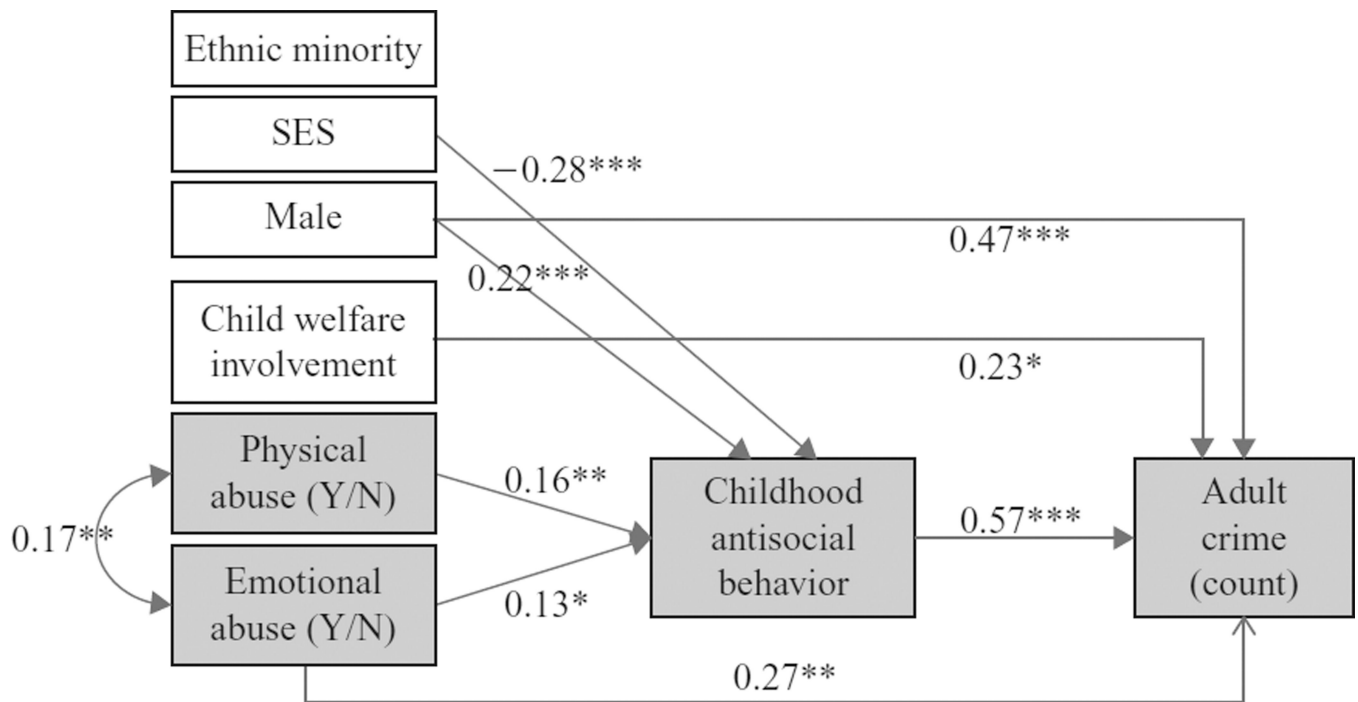 Ethnic minority
SES
−0.28***
Male
0.47***
0.22***
Child welfare
involvement
0.23*
Physical
abuse (Y/N)
0.16**
0.17**
Emotional
abuse (Y/N)
0.13*
Childhood
antisocial
behavior
0.57***
Adult
crime
(count)
0.27**